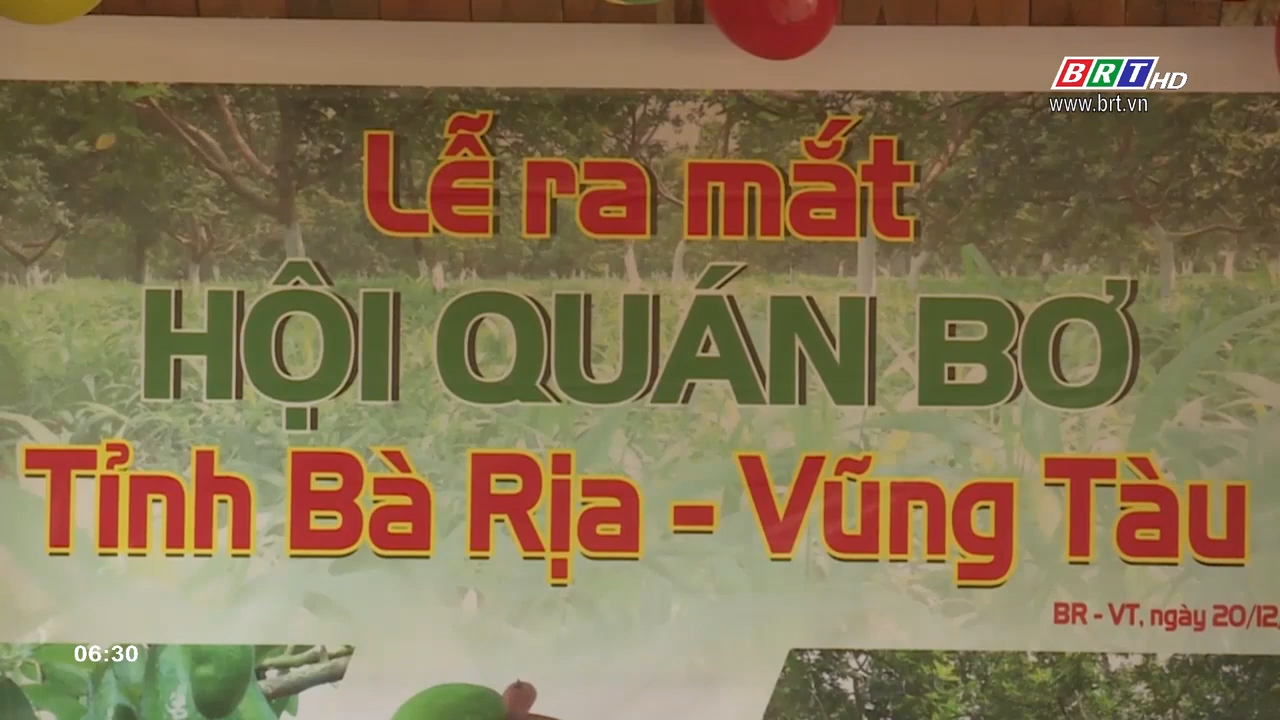 BRT HD
www.brt.vn
Lễ ra mắt
HỘI QUÁN BƠ
Tỉnh Bà Rịa - Vũng Tàu
BR - VT, ngày 20/12
06:30